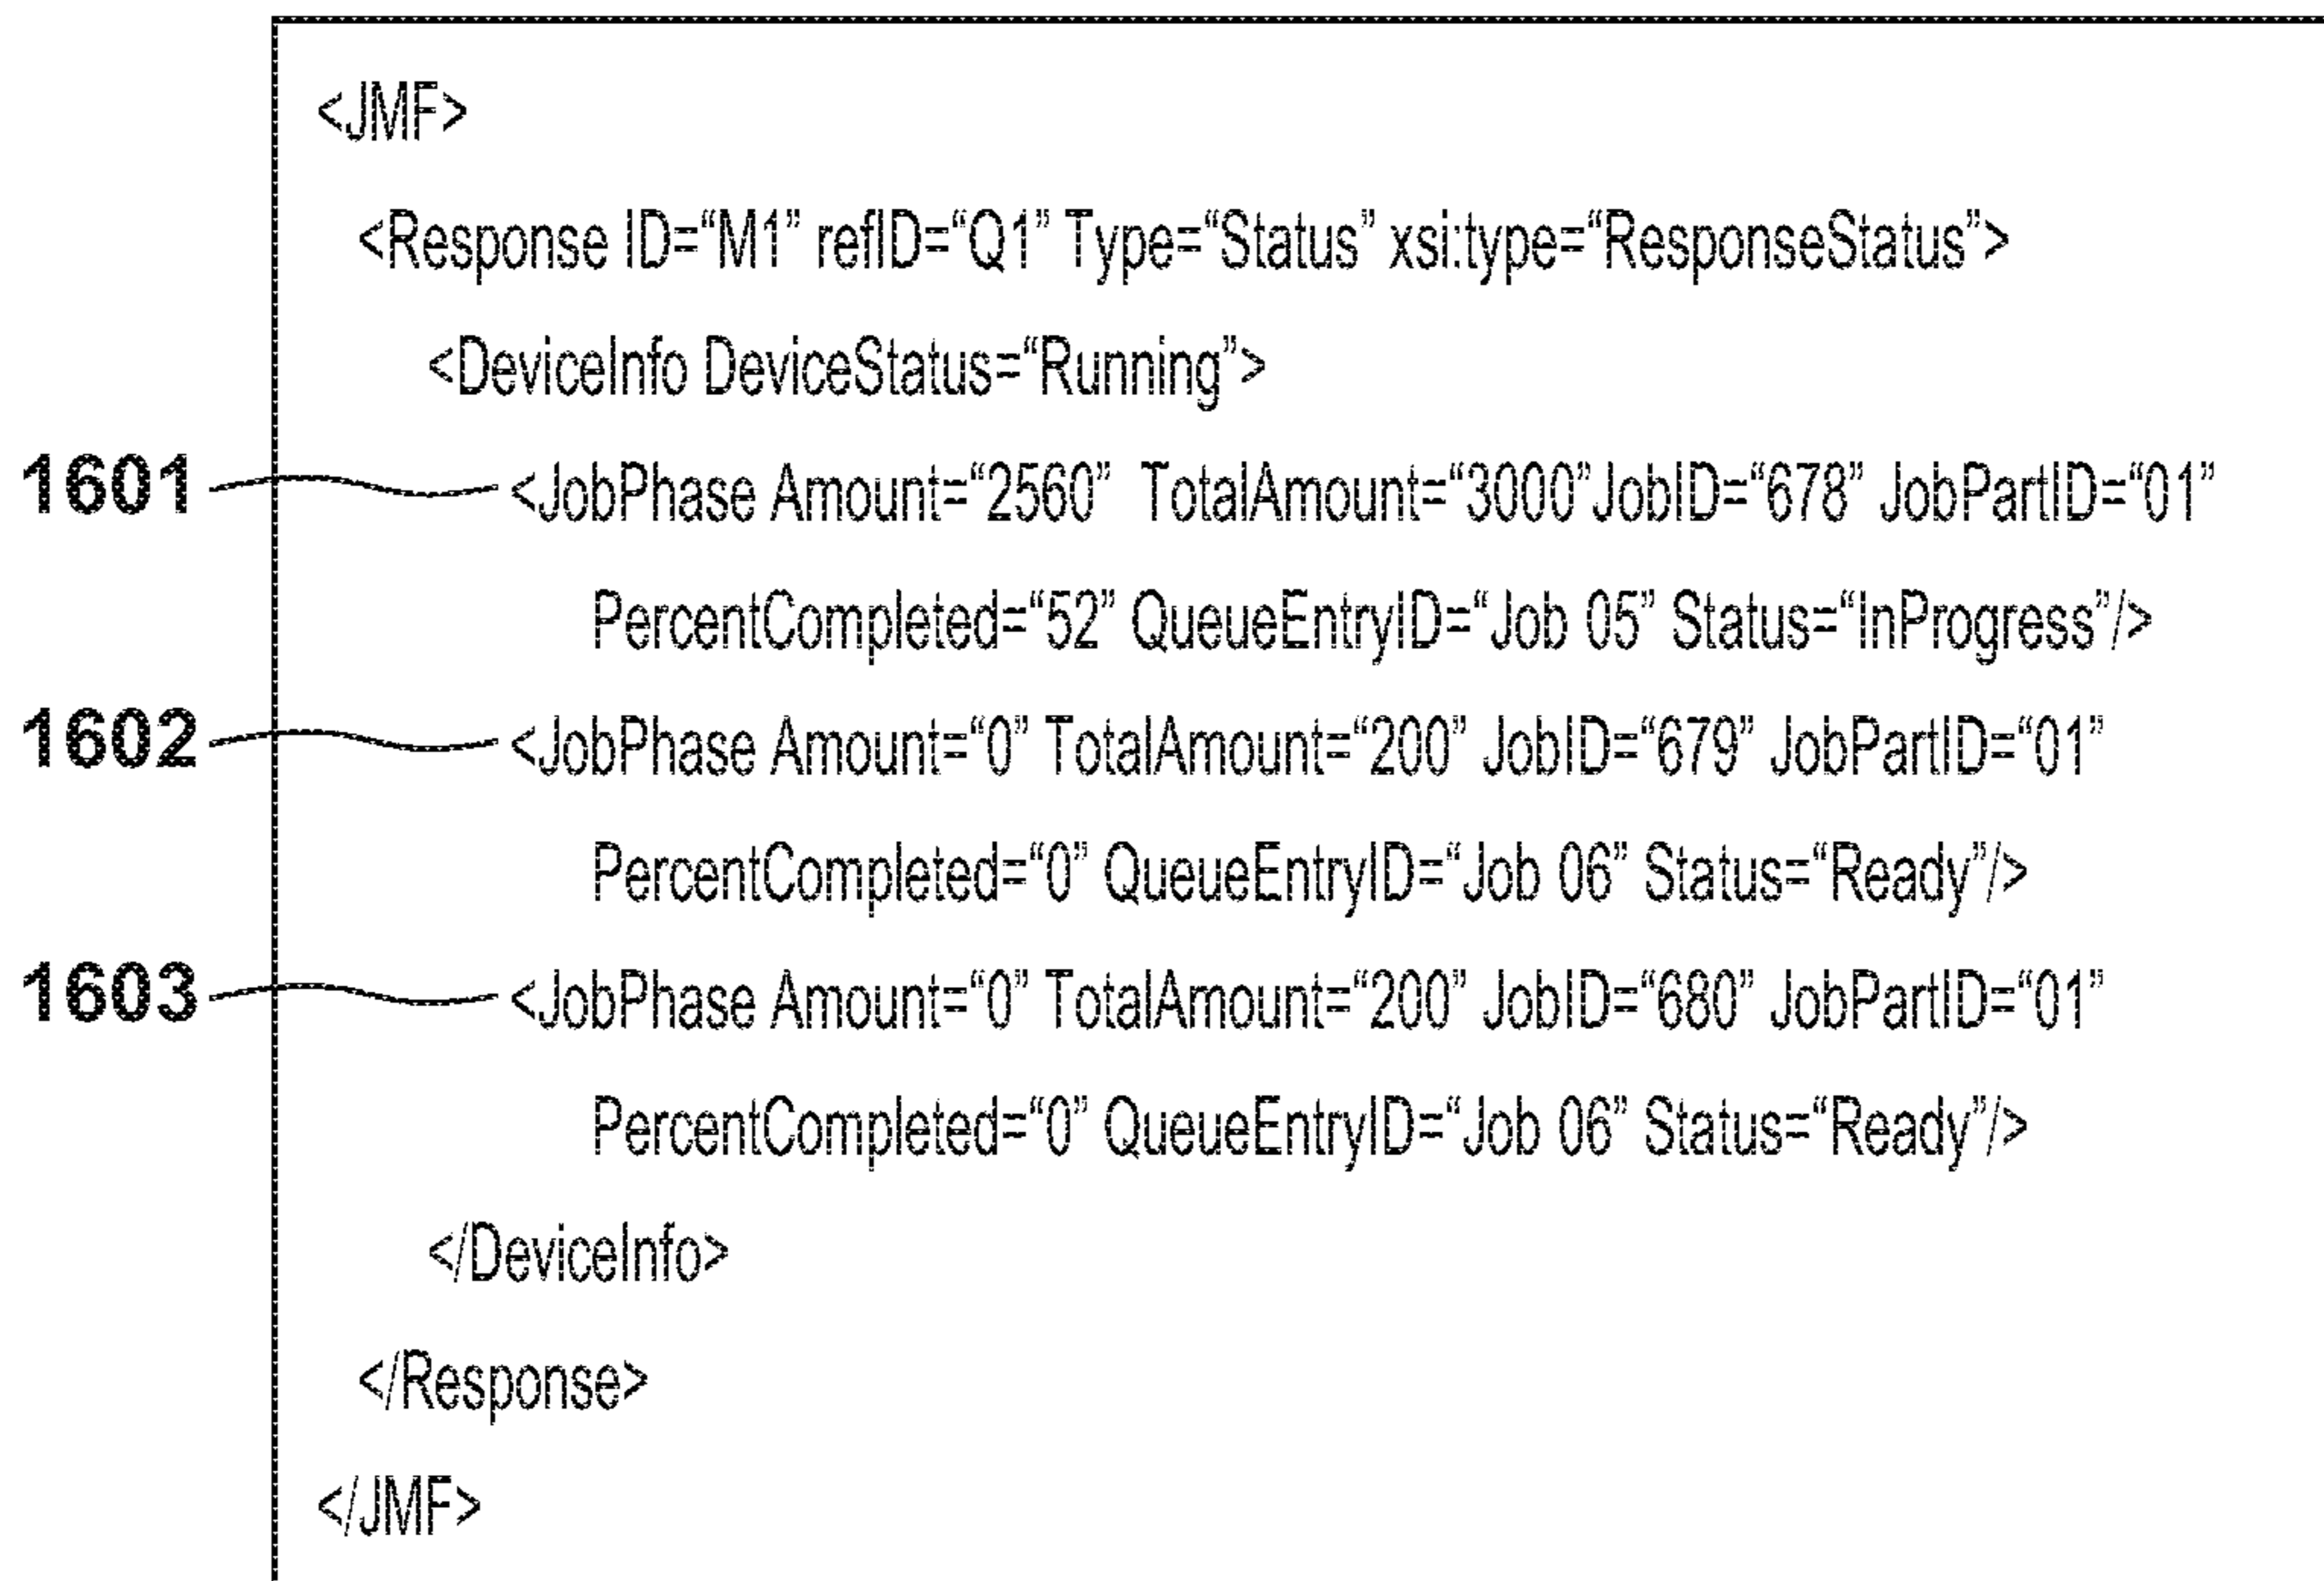 <JMF>
<Response ID=“M1” refID=“Q1” Type=“Status” xsi:type=“ResponseStatus”>
<DeviceInfo DeviceStatus=“Running”>
1601 <JobPhase Amount=“2560” TotalAmount=“3000” JobID=“678” JobPartID=“01”
PercentCompleted=“52” QueueEntryID=“Job 05” Status=“InProgress”/>
1602 <JobPhase Amount=“0” TotalAmount=“200” JobID=“679” JobPartID=“01”
PercentCompleted=“0” QueueEntryID=“Job 06” Status=“Ready”/>
1603 <JobPhase Amount=“0” TotalAmount=“200” JobID=“680” JobPartID=“01”
PercentCompleted=“0” QueueEntryID=“Job 06” Status=“Ready”/>
</DeviceInfo>
</Response>
</JMF>